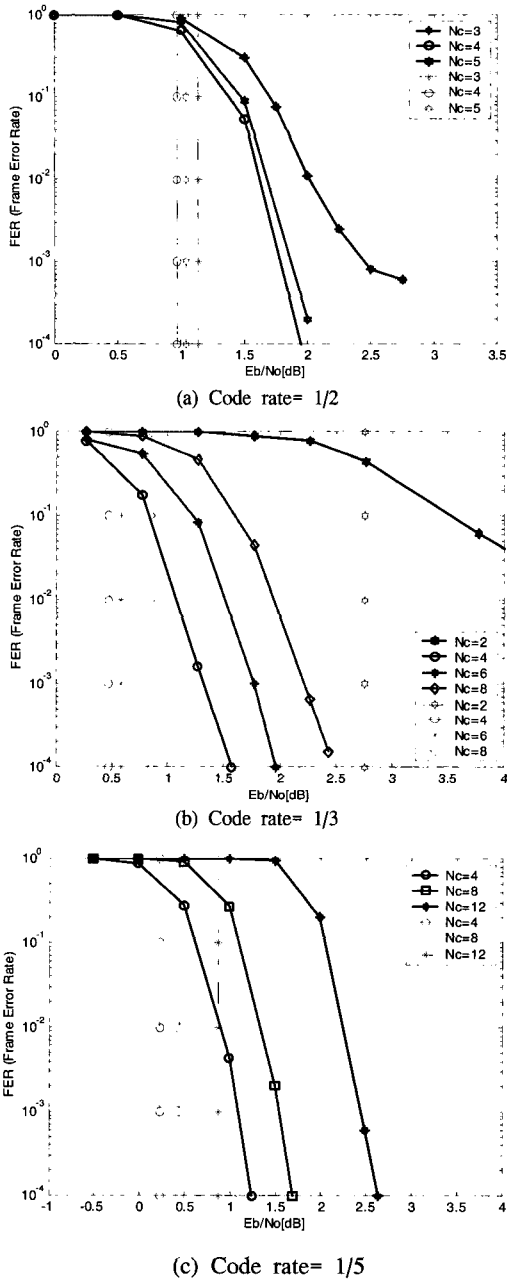 10^0
10^-1
10^-2
10^-3
10^-4
FER (Frame Error Rate)
Nc=3
Nc=4
Nc=5
Nc=3
Nc=4
Nc=5
0 0.5 1 1.5 2 2.5 3 3.5
Eb/No[dB]
(a) Code rate= 1/2
10^0
10^-1
10^-2
10^-3
10^-4
FER (Frame Error Rate)
Nc=2
Nc=4
Nc=6
Nc=8
Nc=2
Nc=4
Nc=6
Nc=8
0 0.5 1 1.5 2 2.5 3 3.5 4
Eb/No[dB]
(b) Code rate= 1/3
10^0
10^-1
10^-2
10^-3
10^-4
FER (Frame Error Rate)
Nc=4
Nc=8
Nc=12
Nc=4
Nc=8
Nc=12
-1 -0.5 0 0.5 1 1.5 2 2.5 3 3.5 4
Eb/No[dB]
(c) Code rate= 1/5